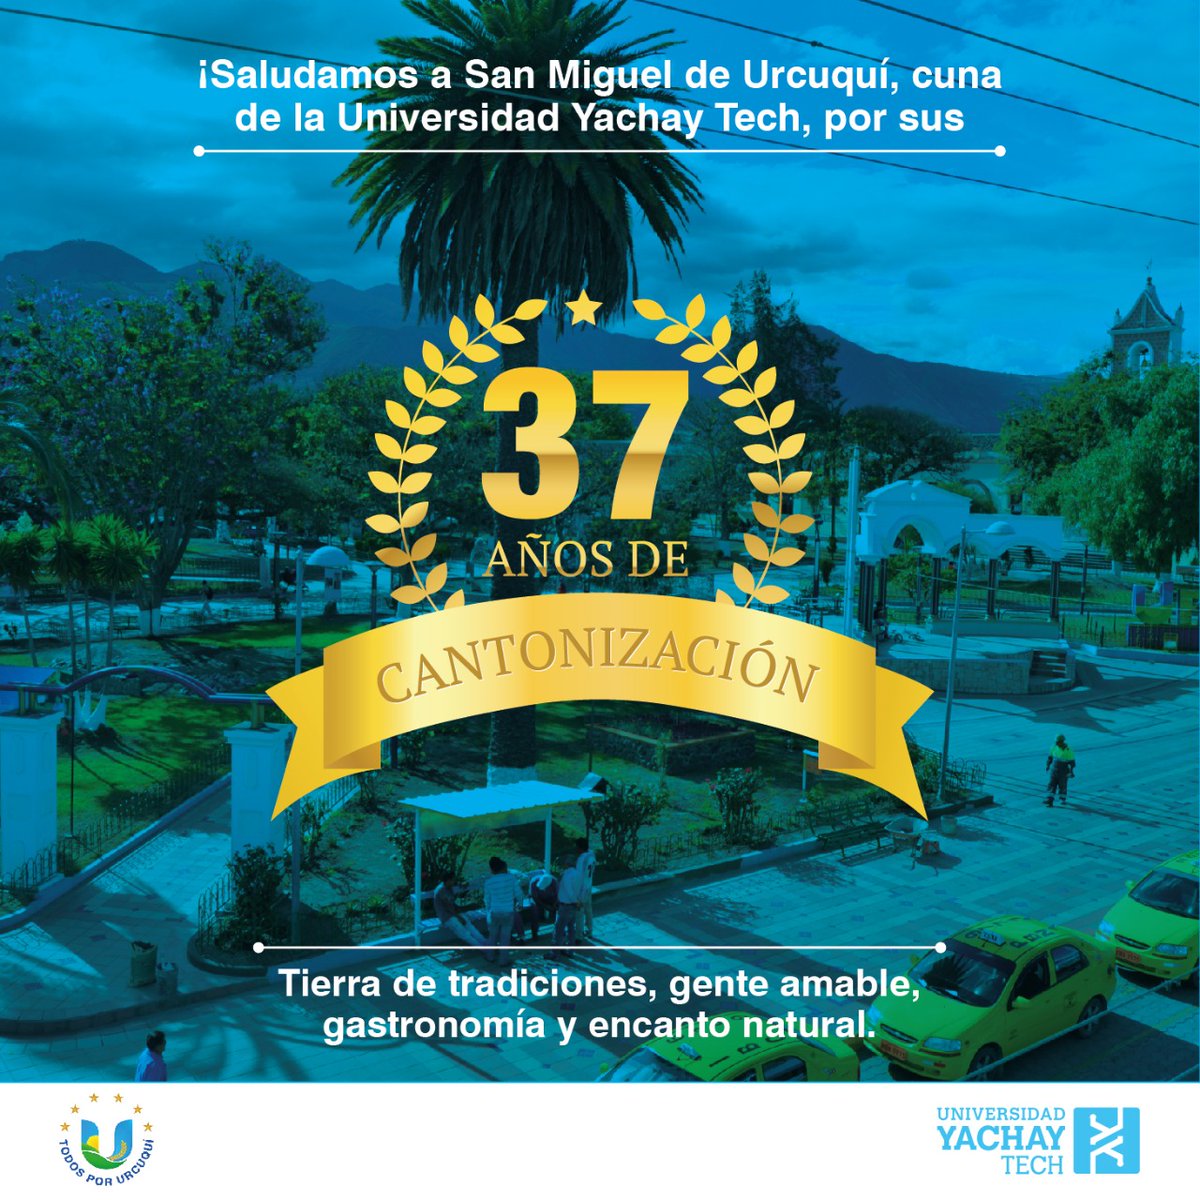 ¡Saludamos a San Miguel de Urcuquí, cuna
de la Universidad Yachay Tech, por sus
37
AÑOS DE
CANTONIZACIÓN
Tierra de tradiciones, gente amable,
gastronomía y encanto natural.
TODOS POR URCUQUÍ
UNIVERSIDAD
YACHAY
TECH